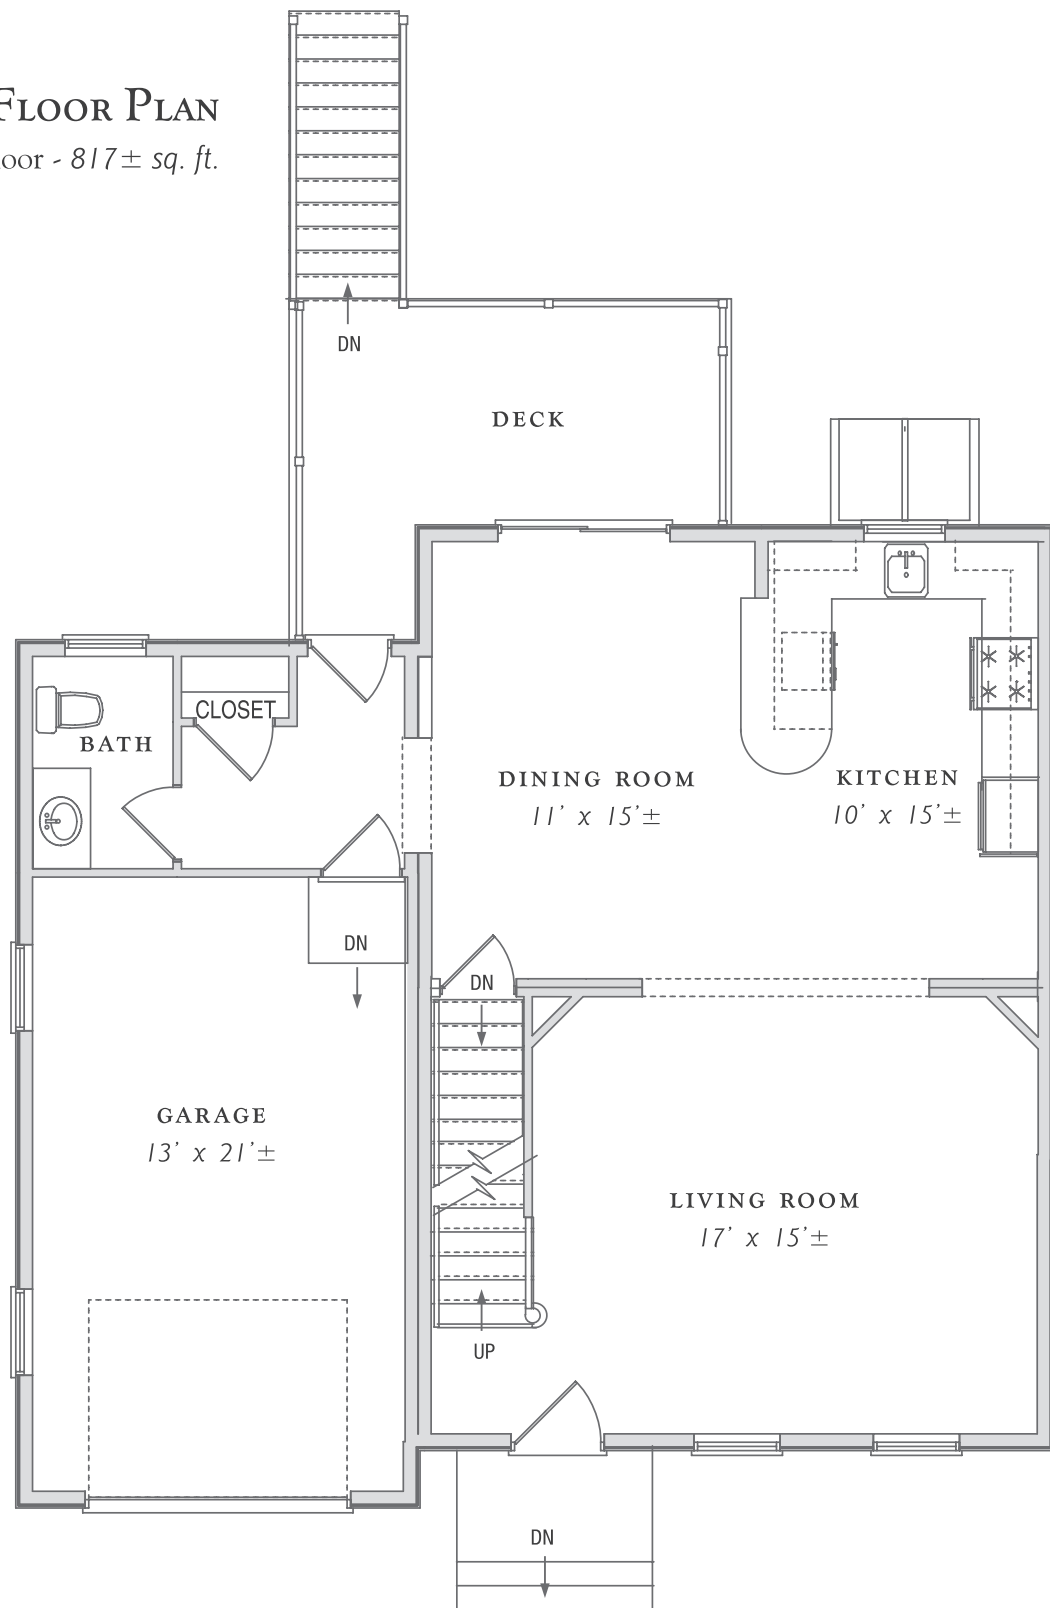 Floor Plan
oor - 817± sq. ft.
DN
DECK
CLOSET
BATH
DINING ROOM
11' x 15'±
KITCHEN
10' x 15'±
DN
DN
GARAGE
13' x 21'±
LIVING ROOM
17' x 15'±
UP
DN